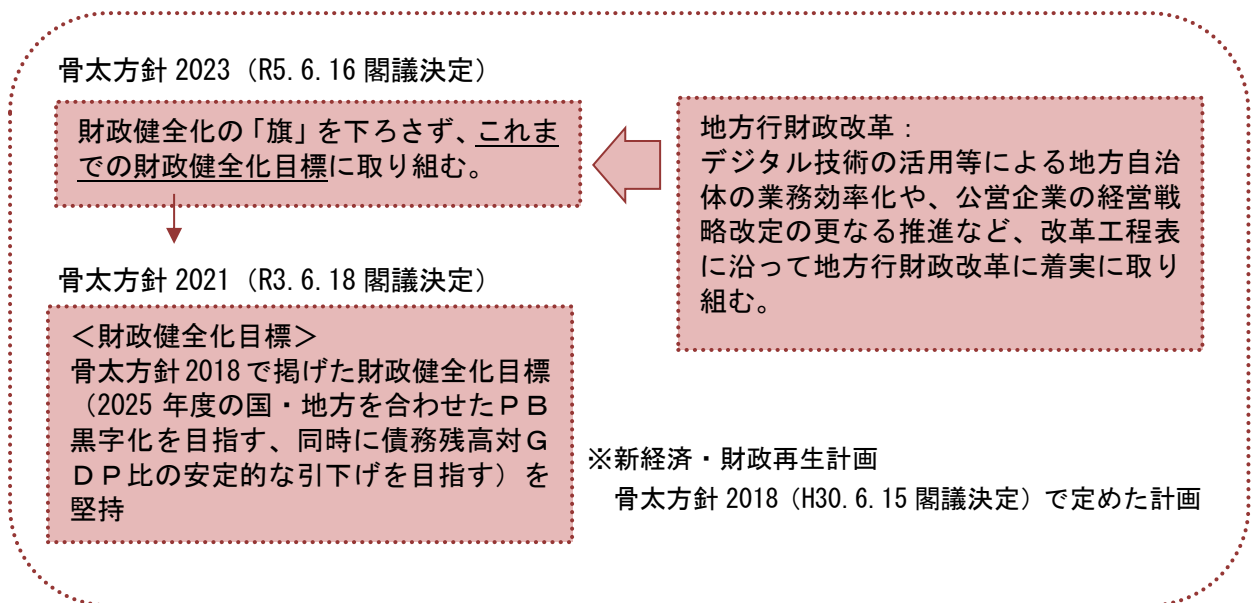 骨太方針 2023（R5.6.16 閣議決定）
財政健全化の「旗」を下ろさず、これま
での財政健全化目標に取り組む。
地方行財政改革：
デジタル技術の活用等による地方自治
体の業務効率化や、公営企業の経営戦
略改定の更なる推進など、改革工程表
に沿って地方行財政改革に着実に取り
組む。
骨太方針 2021（R3.6.18 閣議決定）
＜財政健全化目標＞
骨太方針 2018 で掲げた財政健全化目標
（2025 年度の国・地方を合わせたＰＢ
黒字化を目指す、同時に債務残高対Ｇ
ＤＰ比の安定的な引下げを目指す）を
堅持
※新経済・財政再生計画
骨太方針 2018（H30.6.15 閣議決定）で定めた計画